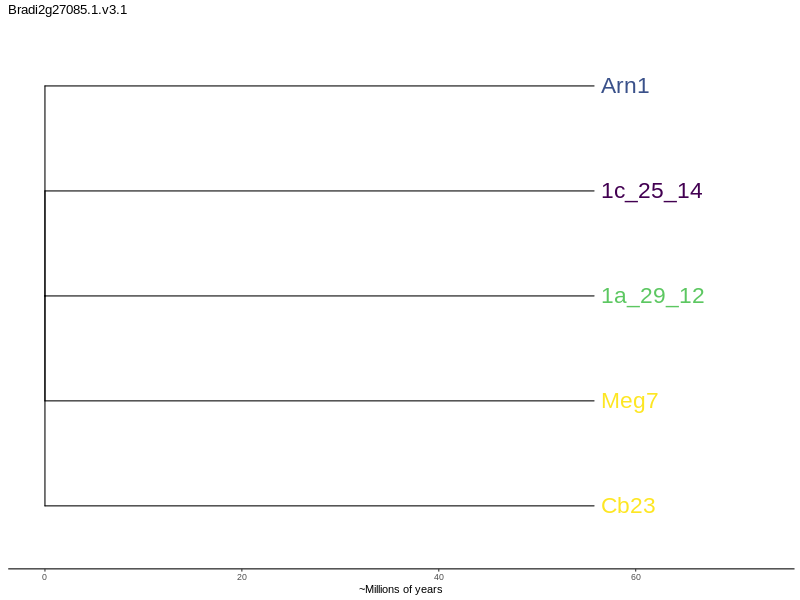 Bradi2g27085.1.v3.1
Arn1
1c_25_14
1a_29_12
Meg7
Cb23
0 20 40 60
~Millions of years